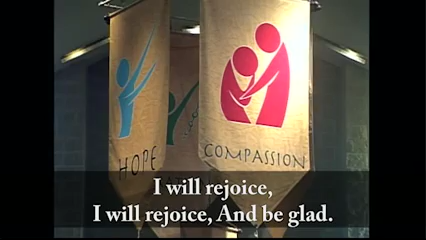 HOPE
COMPASSION
I will rejoice,
I will rejoice, And be glad.